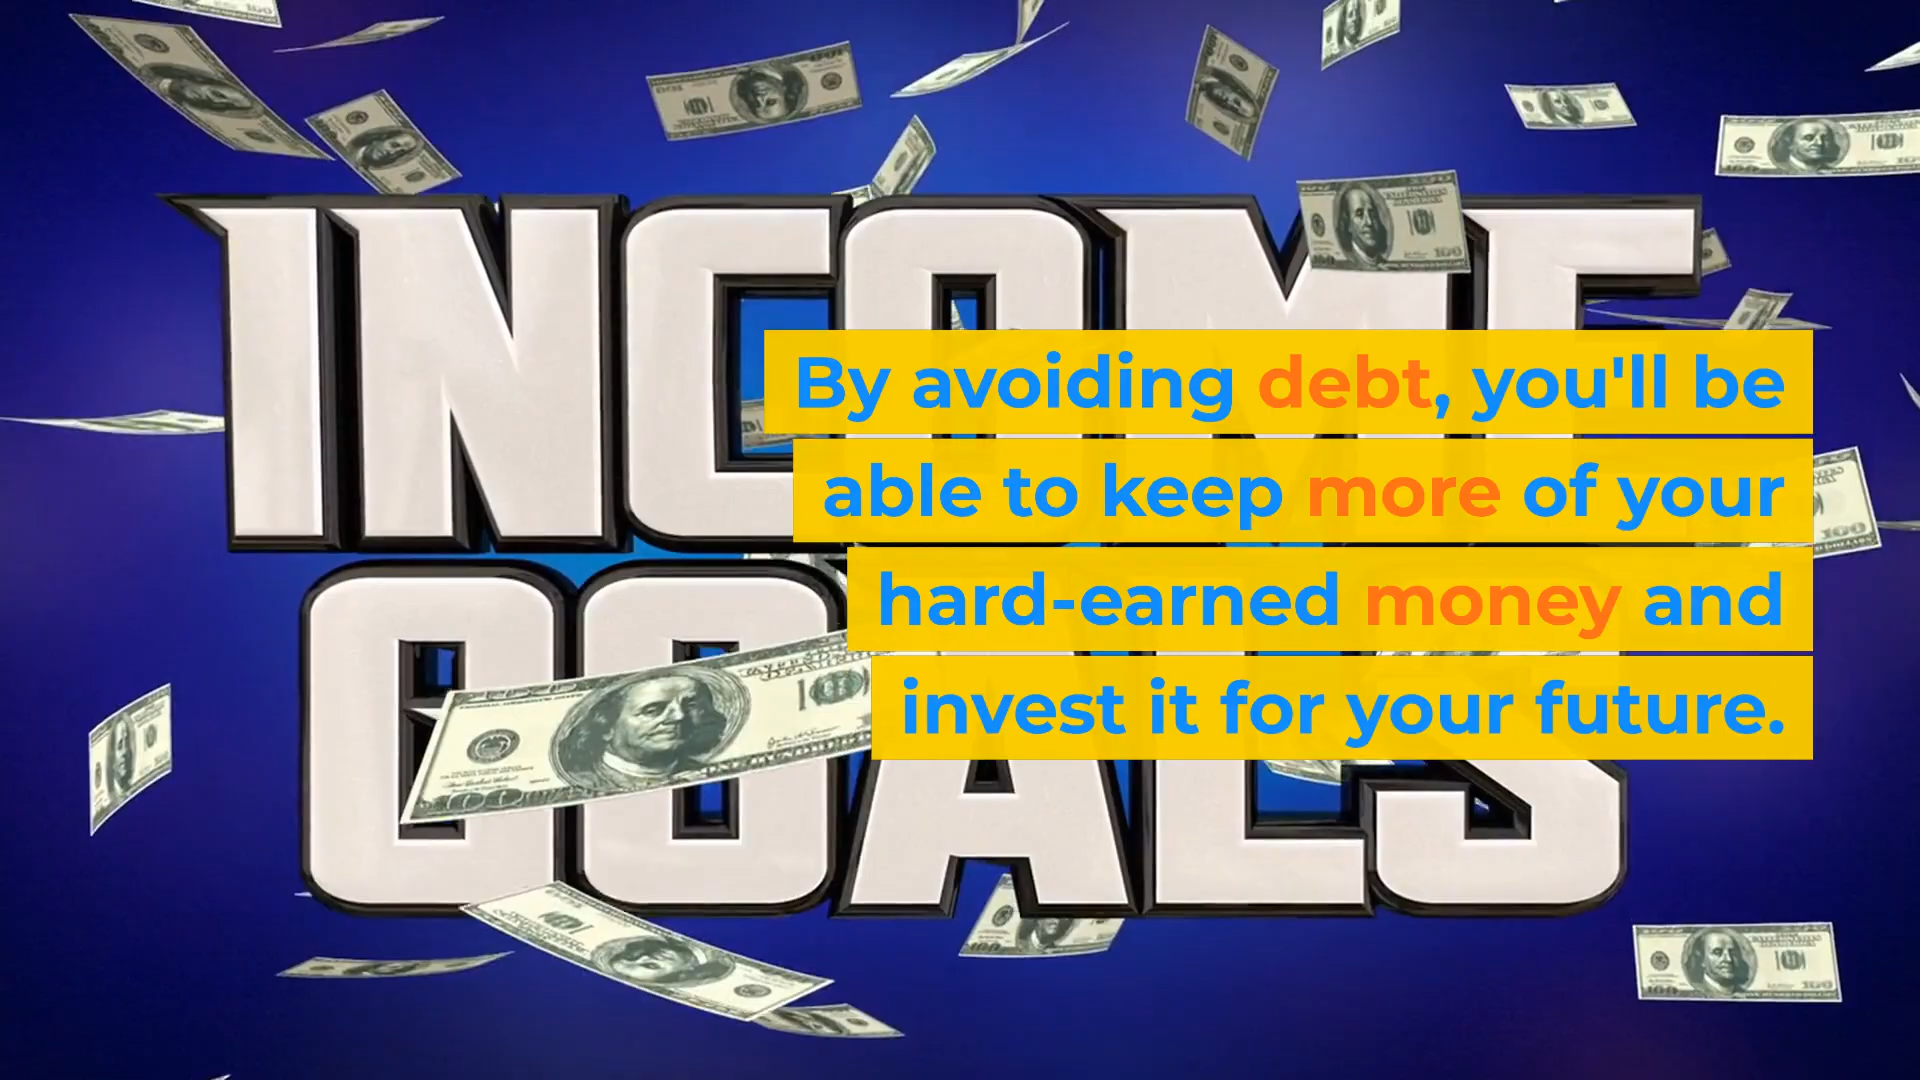 INCOME
GOALS
By avoiding debt, you'll be
able to keep more of your
hard-earned money and
invest it for your future.